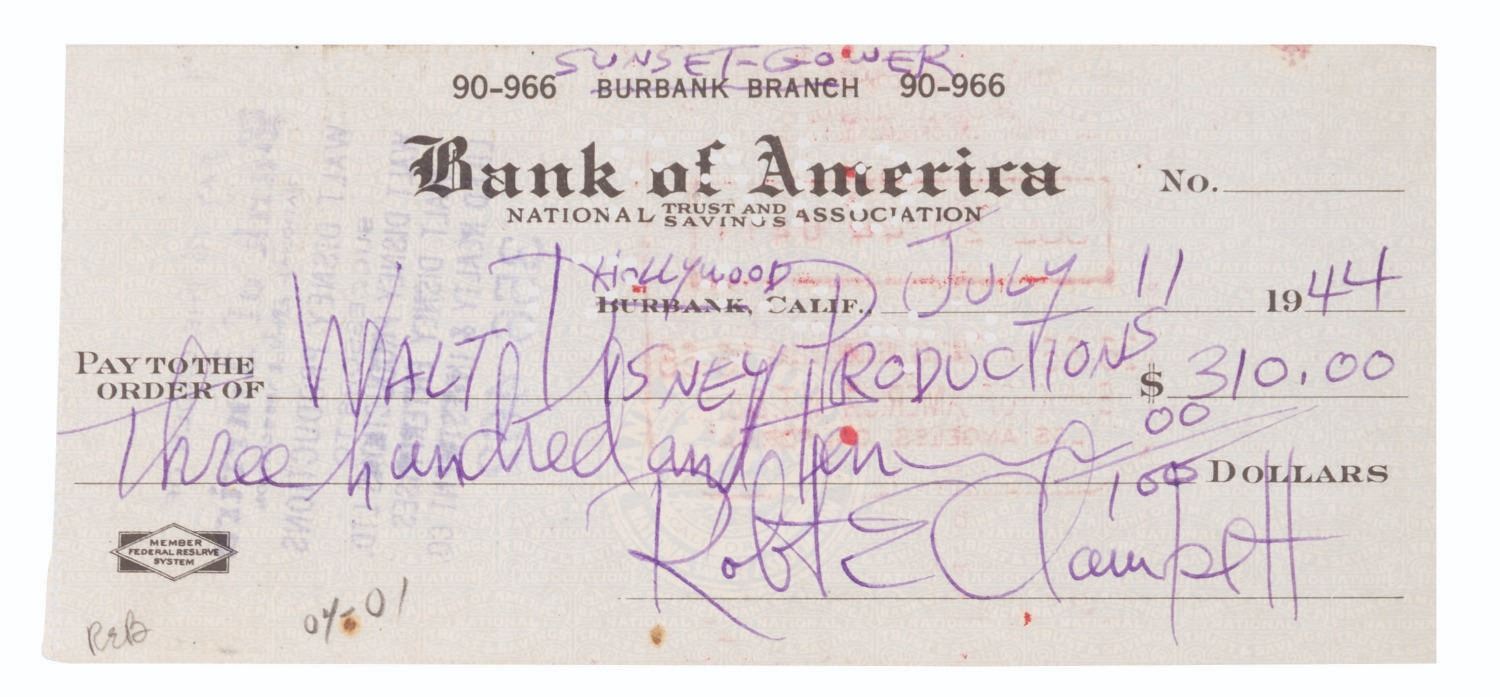 SUNSET-GOWER
90-966 BURBANK BRANCH 90-966
Bank of America
No.
NATIONAL TRUST AND SAVINGS ASSOCIATION
Hollywood
BURBANK, CALIF., July 11 1944
PAY TO THE ORDER OF WALT DISNEY PRODUCTIONS $ 310.00
Three hundred and ten 00/100 DOLLARS
Robt E Clampett
MEMBER
FEDERAL RESERVE
SYSTEM
04-01